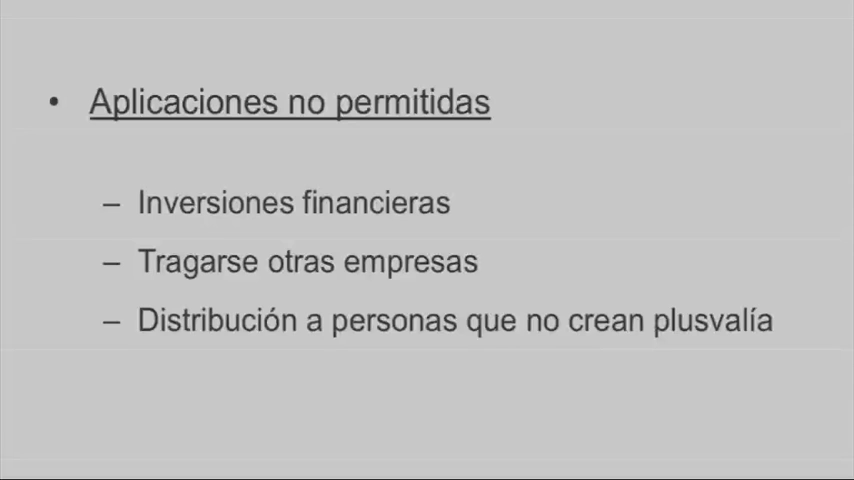 • Aplicaciones no permitidas
– Inversiones financieras
– Tragarse otras empresas
– Distribución a personas que no crean plusvalía